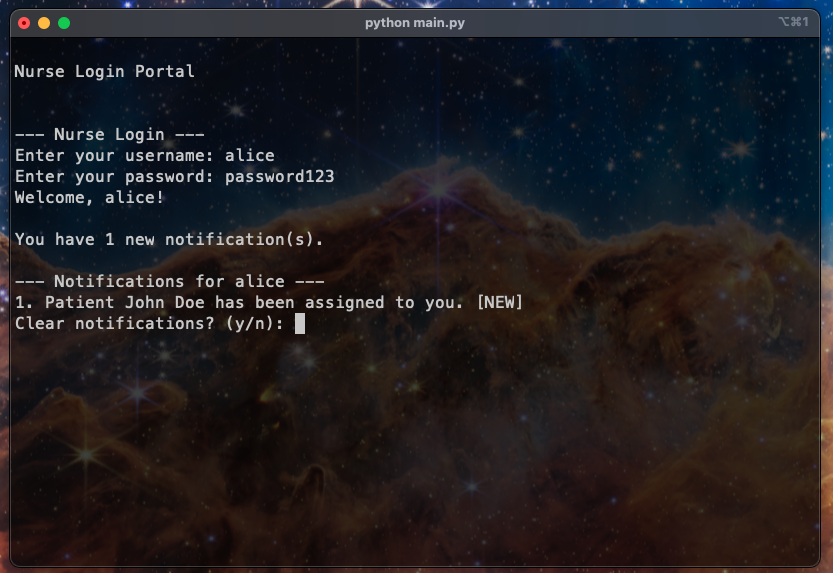 python main.py
⌥⌘1
Nurse Login Portal
--- Nurse Login ---
Enter your username: alice
Enter your password: password123
Welcome, alice!
You have 1 new notification(s).
--- Notifications for alice ---
1. Patient John Doe has been assigned to you. [NEW]
Clear notifications? (y/n):